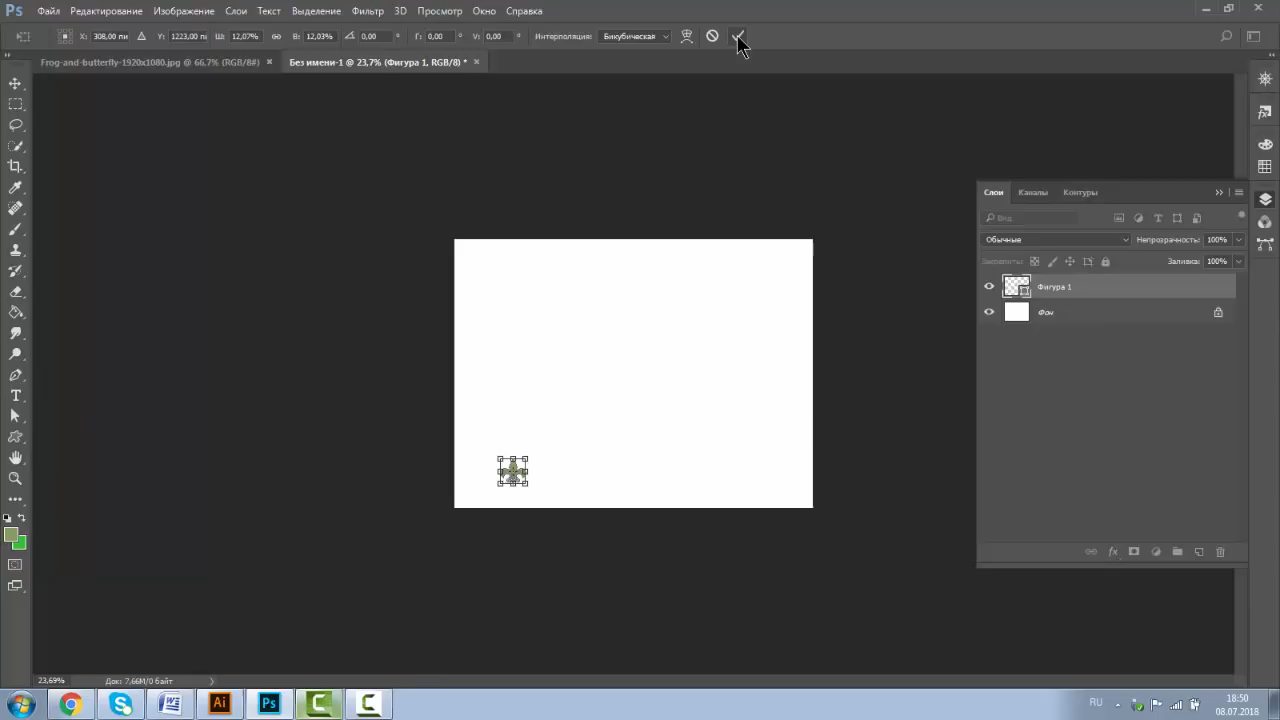 Ps Файл Редактирование Изображение Слои Текст Выделение Фильтр 3D Просмотр Окно Справка
X: 308,00 пи Y: 1223,00 пи Ш: 12,07% В: 12,03% 0,00 ° Г: 0,00 ° V: 0,00 ° Интерполяция: Бикубическая
Frog-and-butterfly-1920x1080.jpg @ 66,7% (RGB/8#) × Без имени-1 @ 23,7% (Фигура 1, RGB/8) * ×
Слои Каналы Контуры
Вид
Обычные Непрозрачность: 100%
Закрепить: Заливка: 100%
Фигура 1
Фон
23,69% Док: 7,66M/0 байт
Ai Ps RU 18:50
08.07.2018